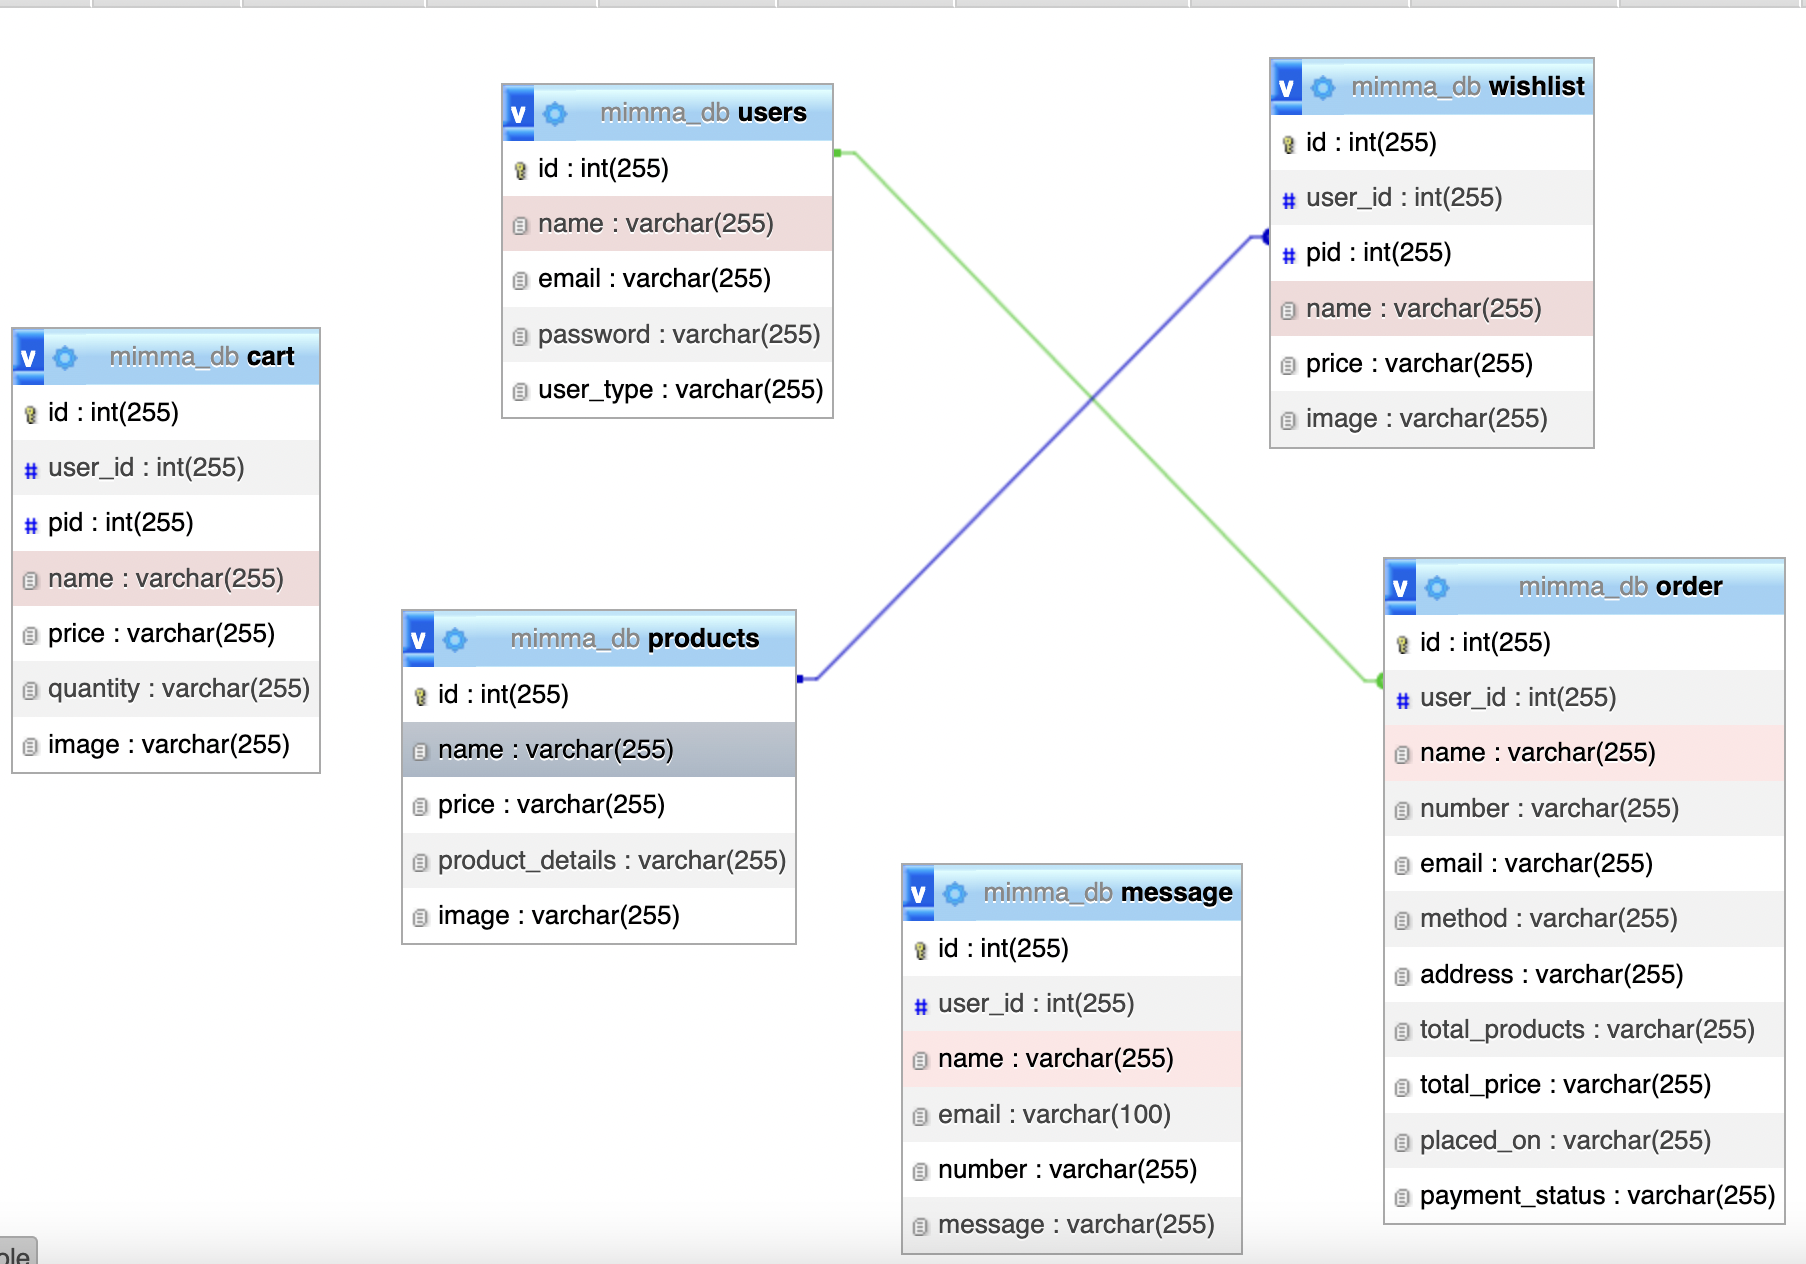 mimma_db users
id : int(255)
name : varchar(255)
email : varchar(255)
password : varchar(255)
user_type : varchar(255)
mimma_db wishlist
id : int(255)
user_id : int(255)
pid : int(255)
name : varchar(255)
price : varchar(255)
image : varchar(255)
mimma_db cart
id : int(255)
user_id : int(255)
pid : int(255)
name : varchar(255)
price : varchar(255)
quantity : varchar(255)
image : varchar(255)
mimma_db products
id : int(255)
name : varchar(255)
price : varchar(255)
product_details : varchar(255)
image : varchar(255)
mimma_db order
id : int(255)
user_id : int(255)
name : varchar(255)
number : varchar(255)
email : varchar(255)
method : varchar(255)
address : varchar(255)
total_products : varchar(255)
total_price : varchar(255)
placed_on : varchar(255)
payment_status : varchar(255)
mimma_db message
id : int(255)
user_id : int(255)
name : varchar(255)
email : varchar(100)
number : varchar(255)
message : varchar(255)